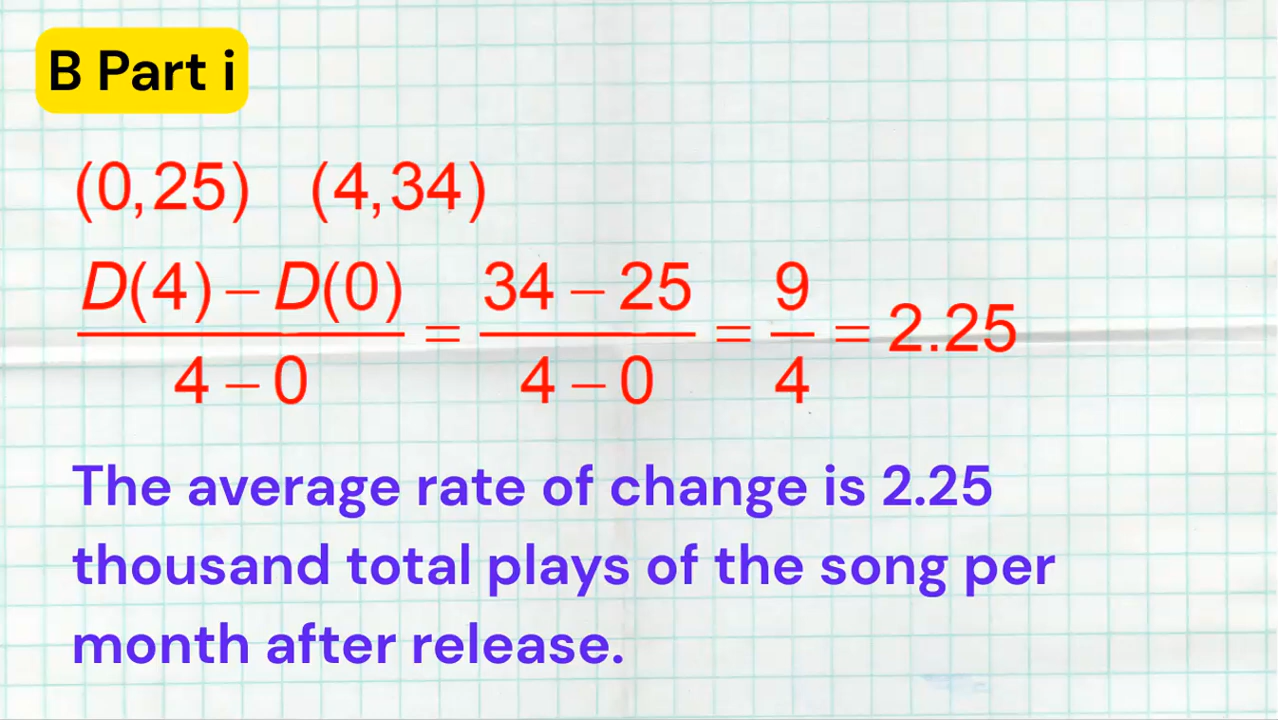 B Part i
(0,25) (4,34)
D(4) – D(0) / 4 – 0 = 34 – 25 / 4 – 0 = 9 / 4 = 2.25
The average rate of change is 2.25
thousand total plays of the song per
month after release.